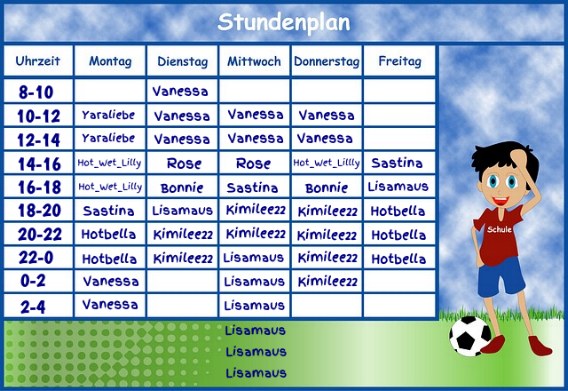 Stundenplan
Uhrzeit Montag Dienstag Mittwoch Donnerstag Freitag
8-10 Vanessa
10-12 Yaraliebe Vanessa Vanessa Vanessa
12-14 Yaraliebe Vanessa Vanessa Vanessa
14-16 Hot_Wet_Lilly Rose Rose Hot_Wet_Lillly Sastina
16-18 Hot_Wet_Lilly Bonnie Sastina Bonnie Lisamaus
18-20 Sastina Lisamaus Kimilee22 Kimilee22 Hotbella
20-22 Hotbella Kimilee22 Kimilee22 Kimilee22 Hotbella
22-0 Hotbella Kimilee22 Lisamaus Kimilee22 Hotbella
0-2 Vanessa Lisamaus Kimilee22
2-4 Vanessa Lisamaus
Lisamaus
Lisamaus
Lisamaus
Schule